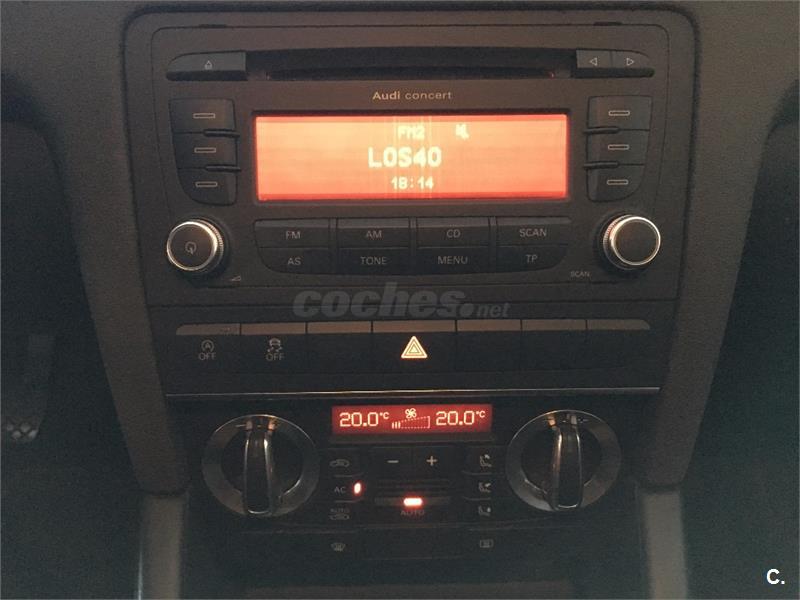 Audi concert
FM2
LOS40
18:14
FM AM CD SCAN
AS TONE MENU TP
SCAN
coches.net
OFF OFF
20.0°C 20.0°C
AC
AUTO AUTO
C.